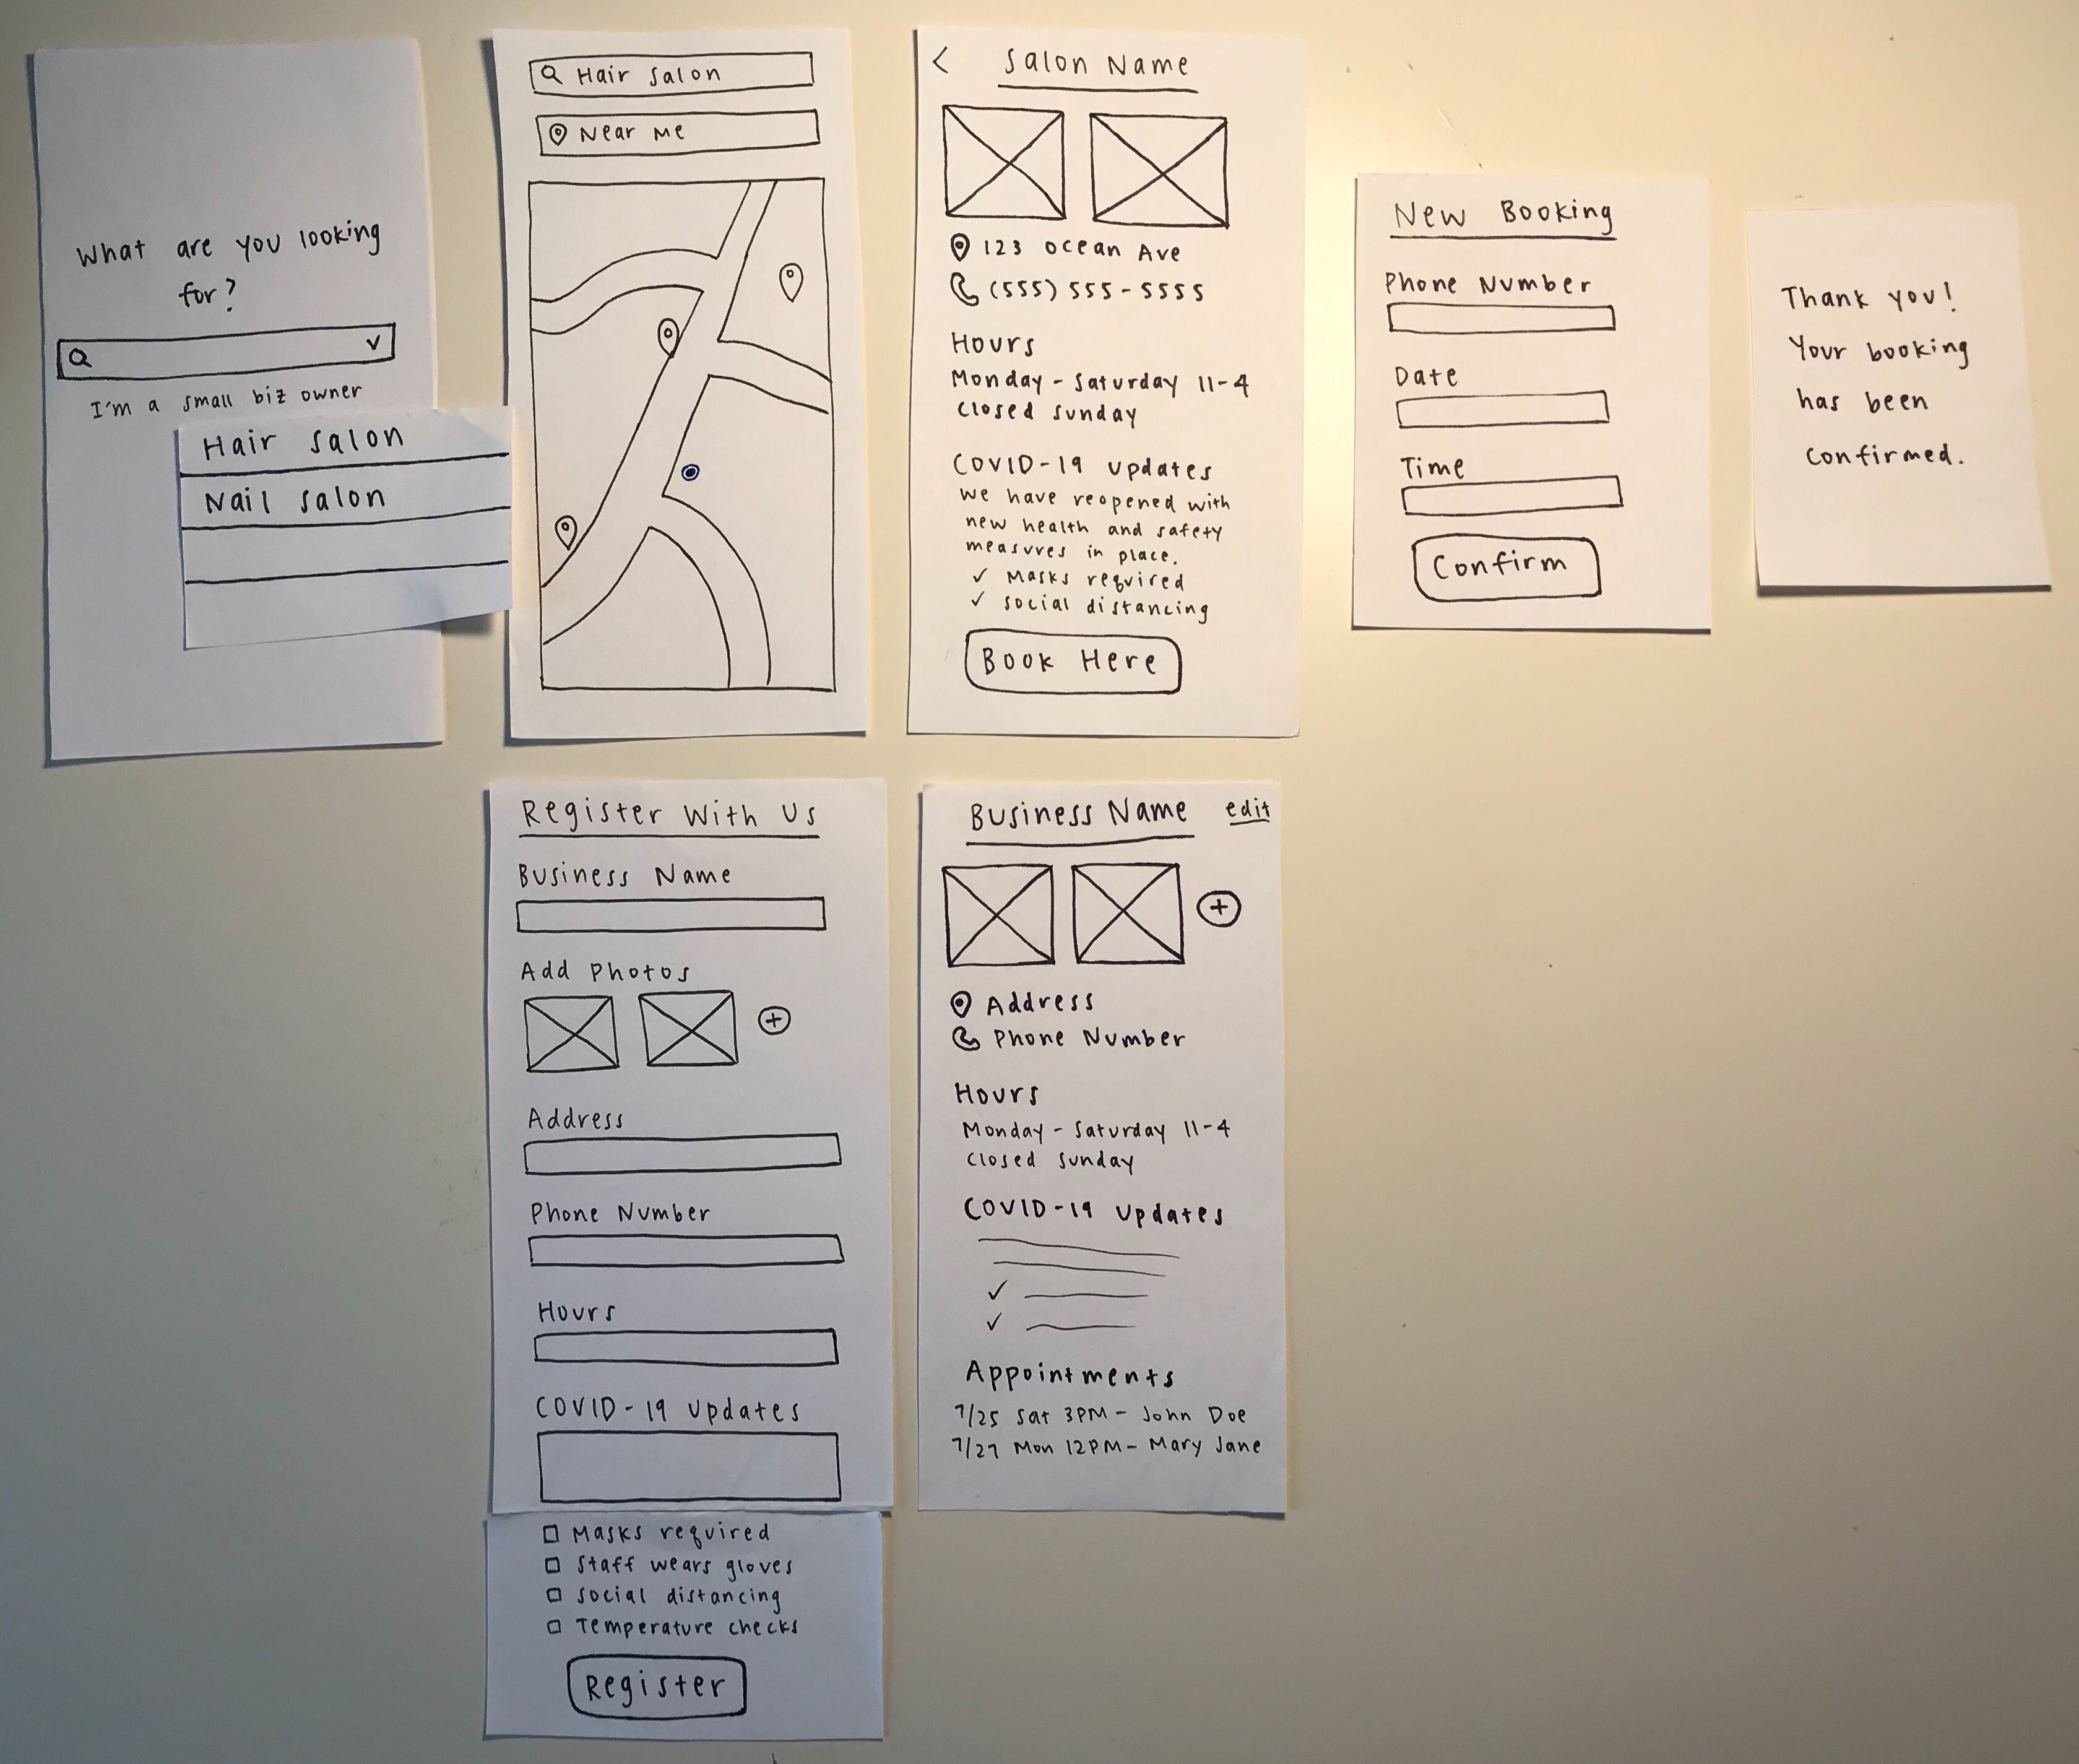 What are you looking
for?
I'm a small biz owner
Hair salon
Nail salon
Hair salon
Near Me
Salon Name
123 Ocean Ave
(555) 555-5555
Hours
Monday - Saturday 11-4
Closed Sunday
COVID-19 Updates
We have reopened with
new health and safety
measures in place.
✓ Masks required
✓ Social distancing
Book Here
New Booking
Phone Number
Date
Time
Confirm
Thank you!
Your booking
has been
confirmed.
Register With Us
Business Name
Add Photos
Address
Phone Number
Hours
COVID-19 Updates
Masks required
Staff wears gloves
Social distancing
Temperature checks
Register
Business Name edit
Address
Phone Number
Hours
Monday - Saturday 11-4
Closed Sunday
COVID-19 Updates
Appointments
7/25 Sat 3PM - John Doe
7/27 Mon 12PM - Mary Jane